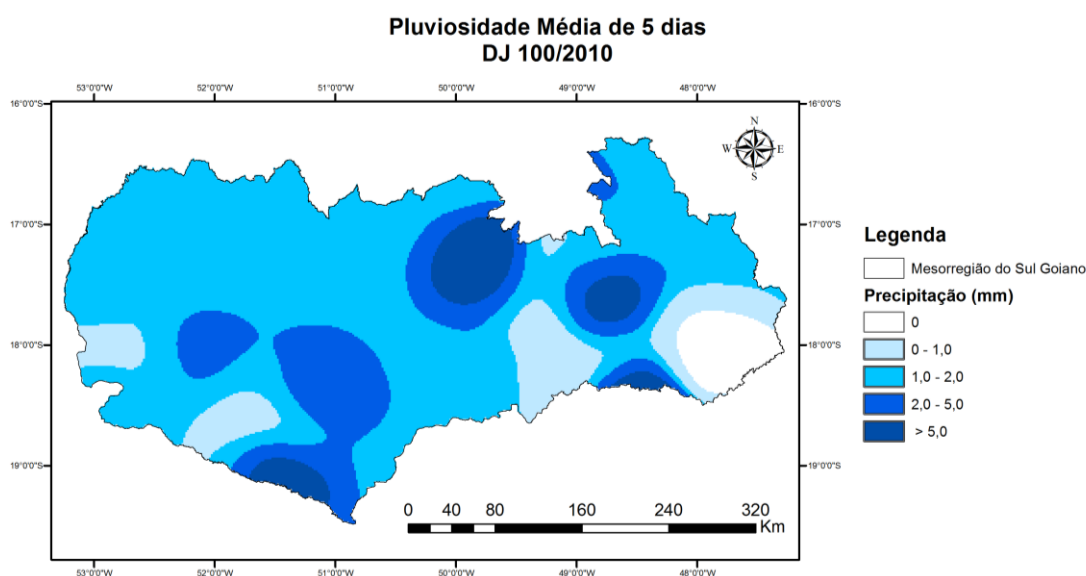 Pluviosidade Média de 5 dias
DJ 100/2010
53°0'0"W 52°0'0"W 51°0'0"W 50°0'0"W 49°0'0"W 48°0'0"W
16°0'0"S 16°0'0"S
N
W E
S
17°0'0"S 17°0'0"S
18°0'0"S 18°0'0"S
19°0'0"S 19°0'0"S
0 40 80 160 240 320
Km
53°0'0"W 52°0'0"W 51°0'0"W 50°0'0"W 49°0'0"W 48°0'0"W
Legenda
Mesorregião do Sul Goiano
Precipitação (mm)
0
0 - 1,0
1,0 - 2,0
2,0 - 5,0
> 5,0